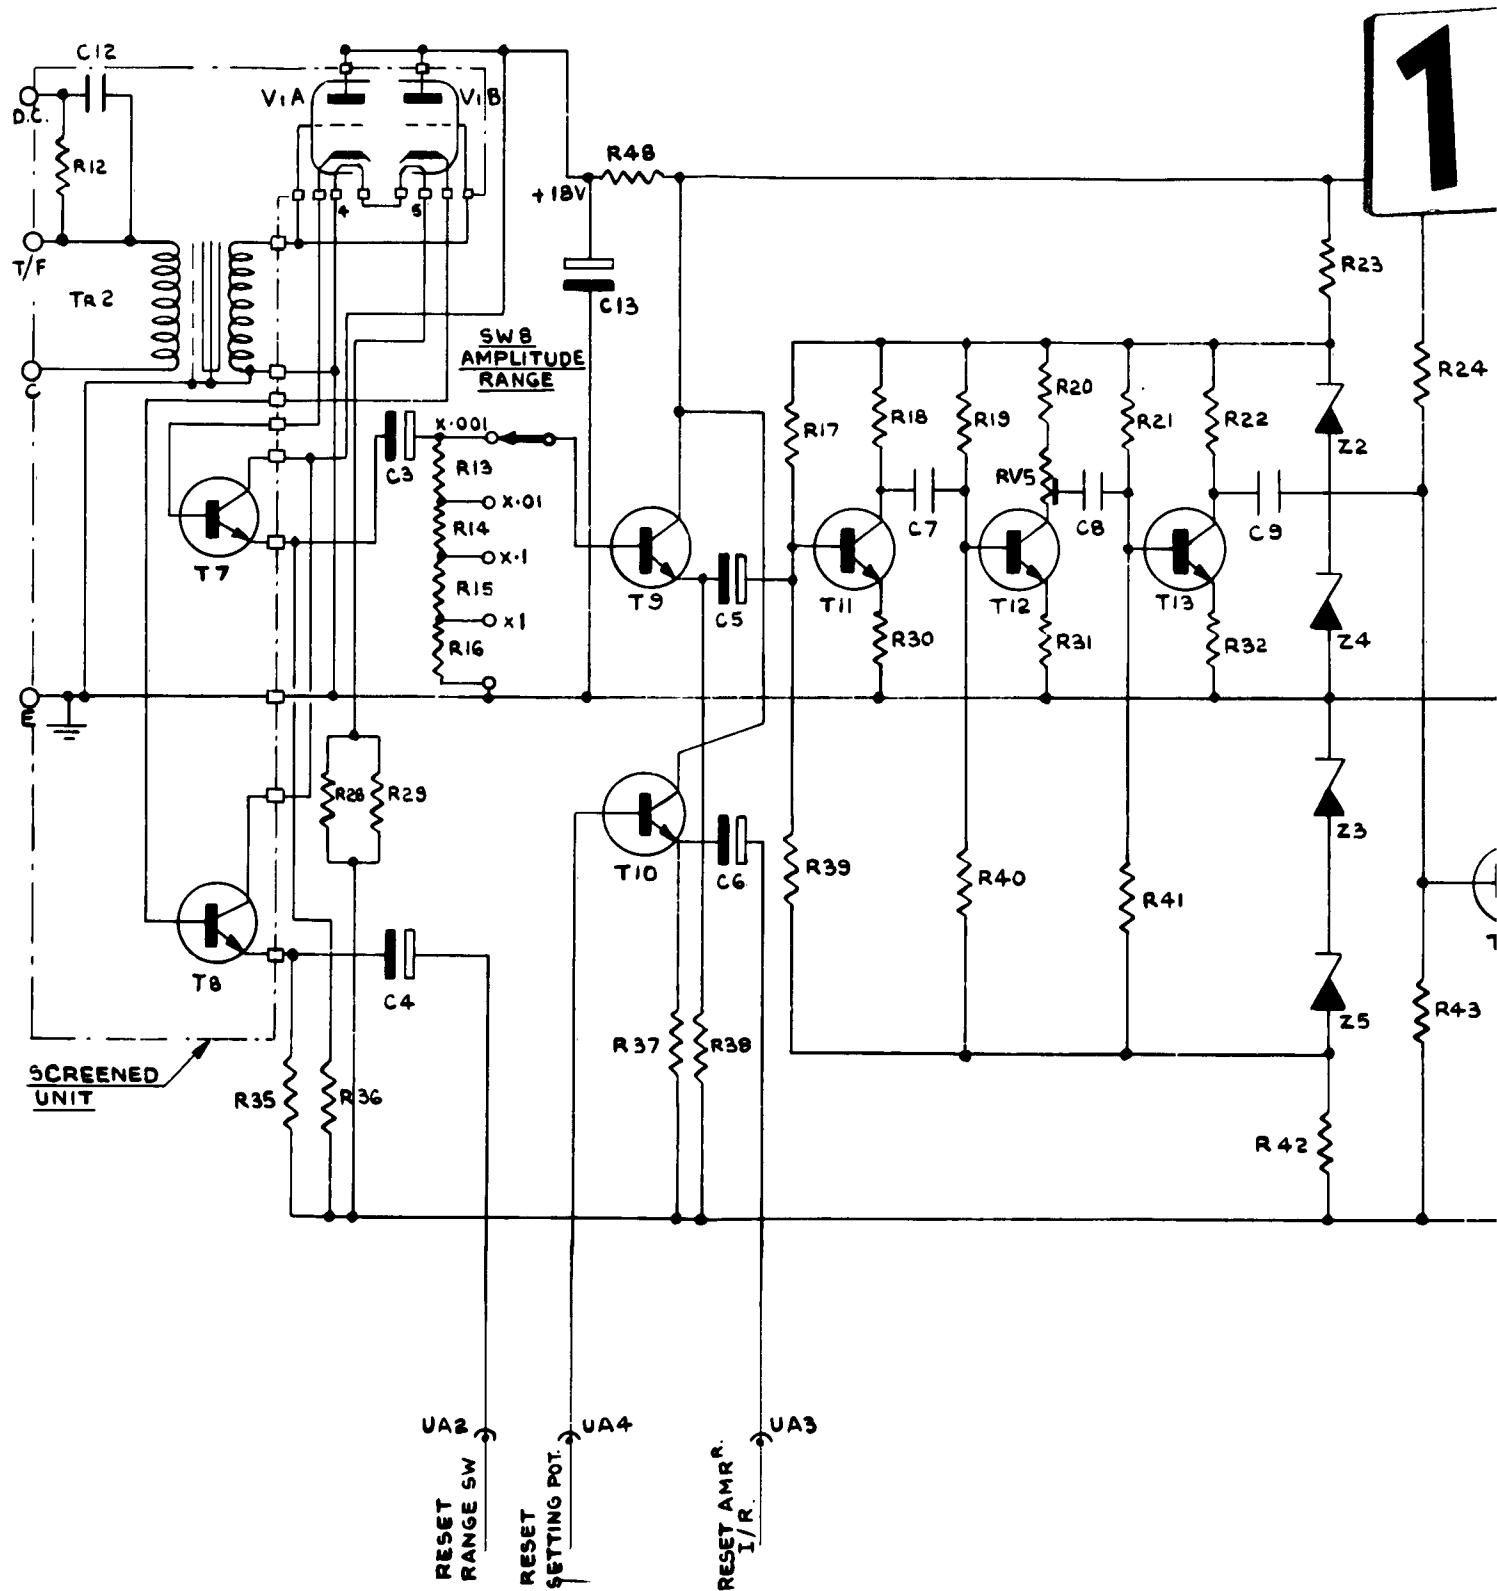 1
C12
D.C.
R12
V1A
V1B
4
5
T/F
TR2
C
+18V
R48
C13
R23
R24
SW8
AMPLITUDE
RANGE
X.001
R13
X.01
R14
X.1
R15
X1
R16
C3
T7
T9
C5
R17
R18
R19
R20
R21
R22
RV5
C7
C8
C9
T11
T12
T13
R30
R31
R32
Z2
Z4
E
R28
R29
T10
C6
R39
R40
R41
Z3
T8
C4
Z5
R43
SCREENED
UNIT
R35
R36
R37
R38
R42
UA2
UA4
UA3
RESET
RANGE SW
RESET
SETTING POT.
RESET AMRR.
I/R.